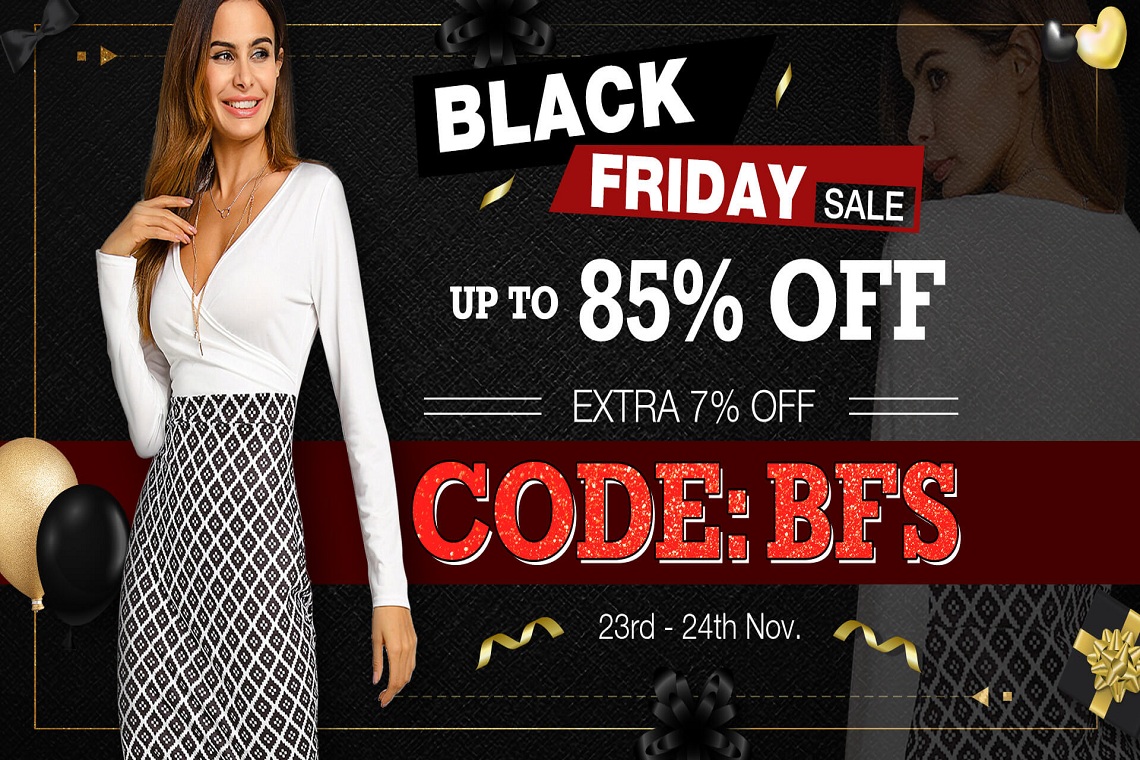 BLACK
FRIDAY SALE
UP TO 85% OFF
EXTRA 7% OFF
CODE: BFS
23rd - 24th Nov.